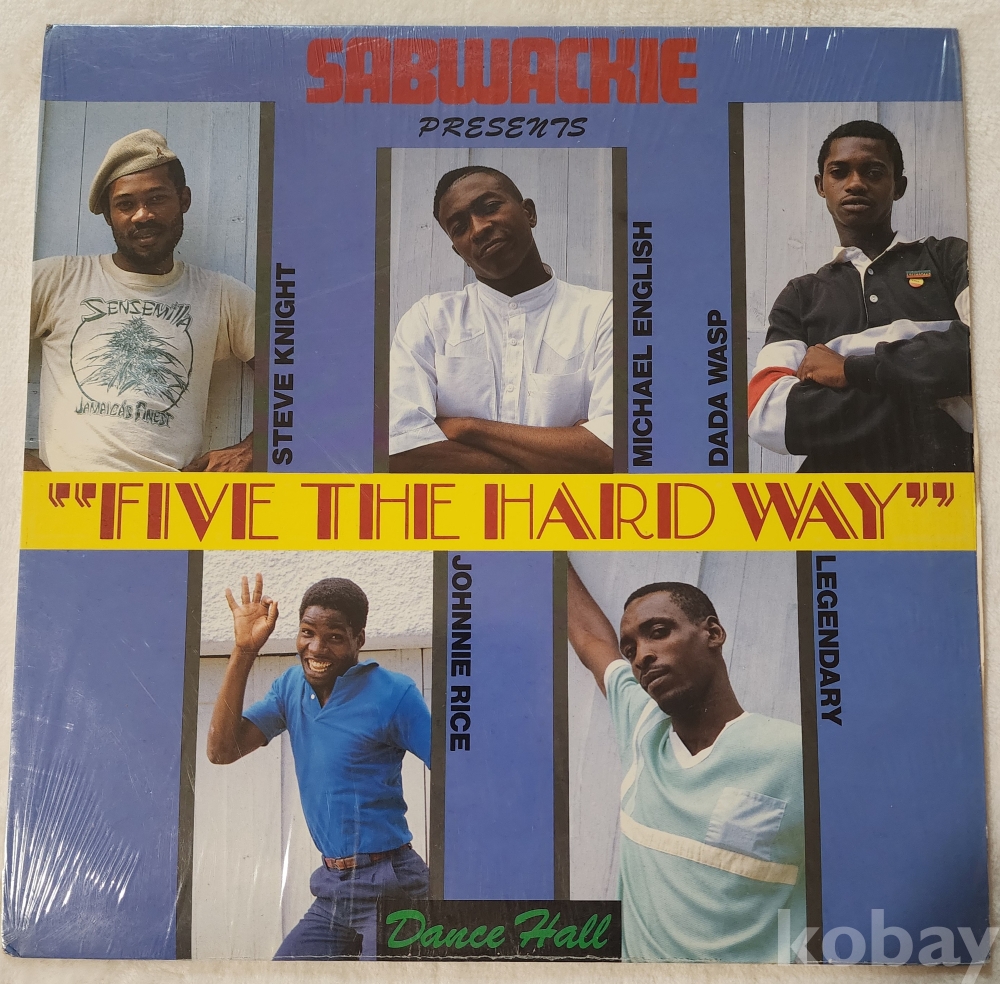 SABWACKIE
PRESENTS
STEVE KNIGHT
MICHAEL ENGLISH
DADA WASP
SENSEMILLA
JAMAICA'S FINEST
""FIVE THE HARD WAY""
JOHNNIE RICE
LEGENDARY
Dance Hall
kobay